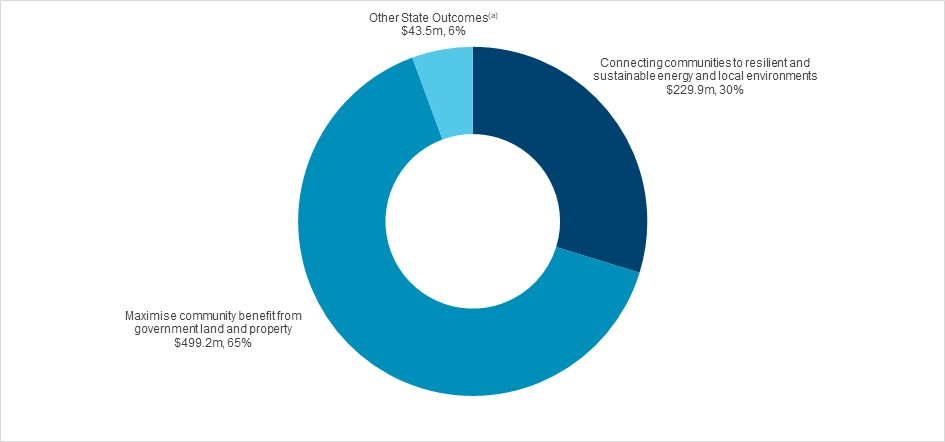 Other State Outcomes(a)
$43.5m, 6%
Connecting communities to resilient and
sustainable energy and local environments
$229.9m, 30%
Maximise community benefit from
government land and property
$499.2m, 65%